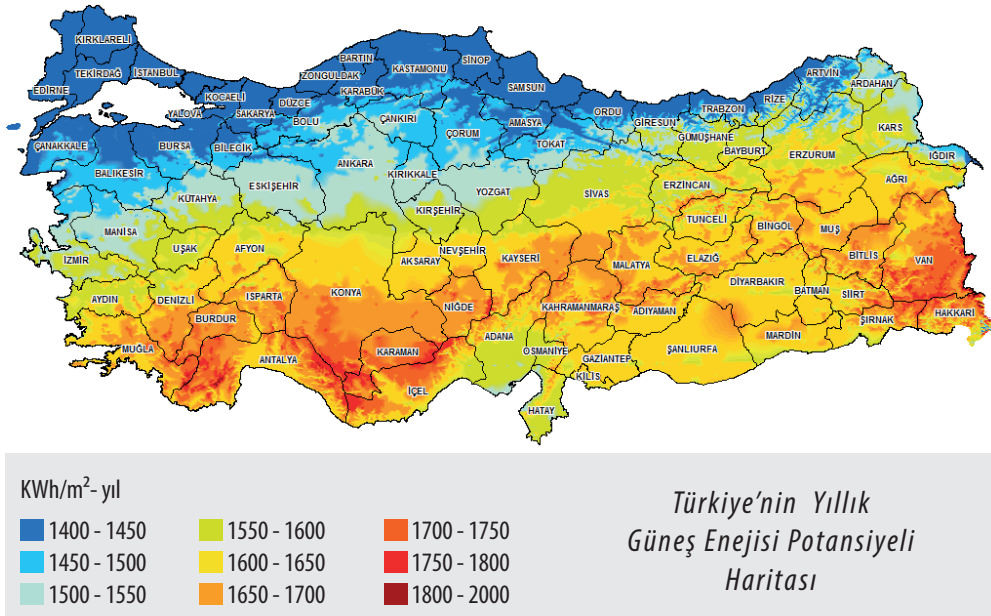 KIRKLARELİ
TEKİRDAĞ
İSTANBUL
EDİRNE
KOCAELİ
YALOVA
SAKARYA
DÜZCE
BOLU
ZONGULDAK
BARTIN
KARABÜK
KASTAMONU
SİNOP
SAMSUN
ORDU
GİRESUN
TRABZON
RİZE
ARTVİN
ARDAHAN
ÇANAKKALE
BALIKESİR
BURSA
BİLECİK
ÇANKIRI
ÇORUM
AMASYA
TOKAT
GÜMÜŞHANE
BAYBURT
ERZURUM
KARS
IĞDIR
KÜTAHYA
ESKİŞEHİR
ANKARA
KIRIKKALE
KIRŞEHİR
YOZGAT
SİVAS
ERZİNCAN
TUNCELİ
BİNGÖL
MUŞ
AĞRI
MANİSA
İZMİR
UŞAK
AFYON
AKSARAY
NEVŞEHİR
KAYSERİ
MALATYA
ELAZIĞ
DİYARBAKIR
BATMAN
BİTLİS
SİİRT
VAN
AYDIN
DENİZLİ
ISPARTA
BURDUR
KONYA
NİĞDE
KAHRAMANMARAŞ
ADIYAMAN
ŞANLIURFA
MARDİN
ŞIRNAK
HAKKARİ
MUĞLA
ANTALYA
KARAMAN
İÇEL
ADANA
OSMANİYE
GAZİANTEP
KİLİS
HATAY
KWh/m²- yıl
1400 - 1450
1450 - 1500
1500 - 1550
1550 - 1600
1600 - 1650
1650 - 1700
1700 - 1750
1750 - 1800
1800 - 2000
Türkiye'nin Yıllık
Güneş Enejisi Potansiyeli
Haritası